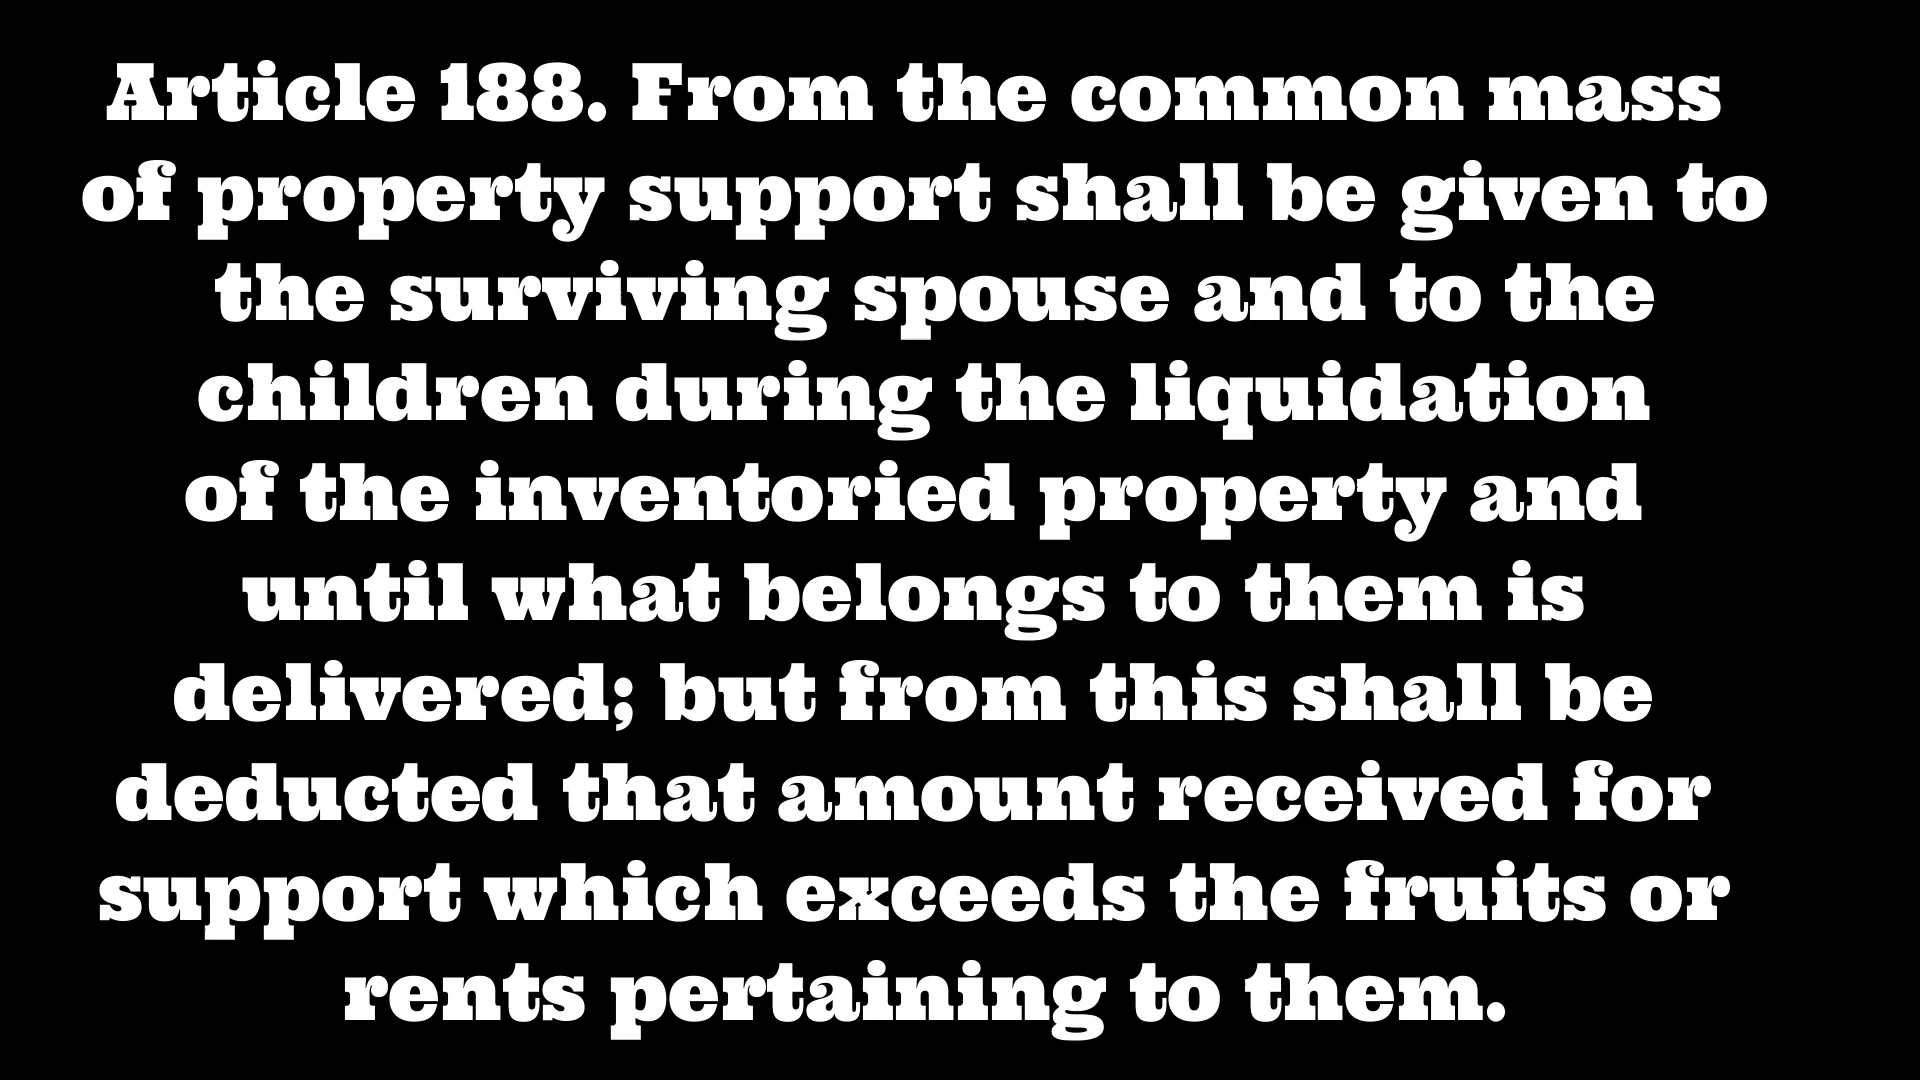 Article 188. From the common mass
of property support shall be given to
the surviving spouse and to the
children during the liquidation
of the inventoried property and
until what belongs to them is
delivered; but from this shall be
deducted that amount received for
support which exceeds the fruits or
rents pertaining to them.